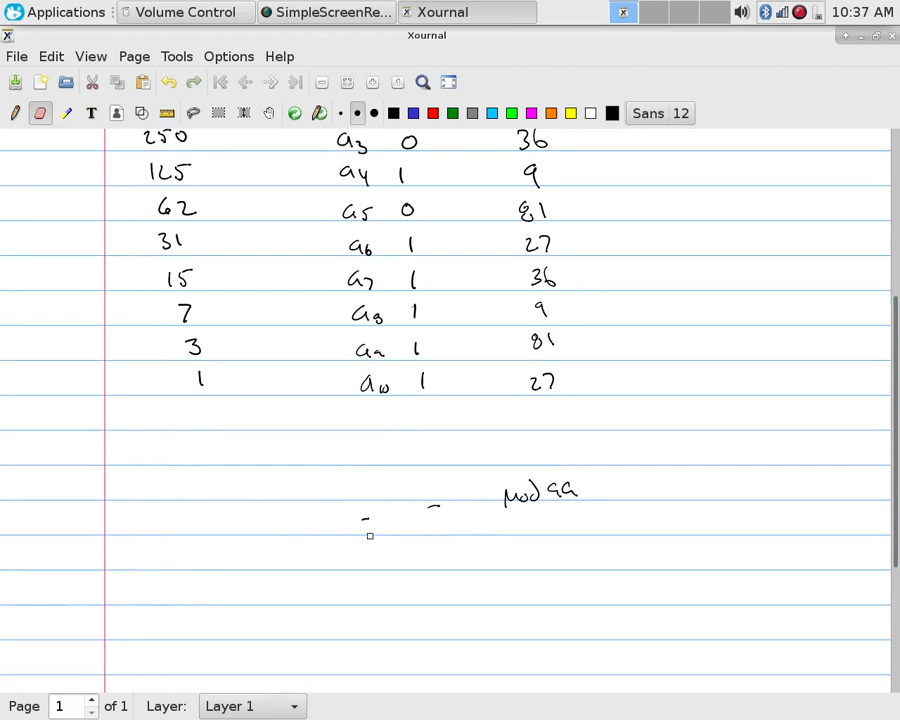 Applications Volume Control SimpleScreenRe... Xournal 10:37 AM
Xournal
File Edit View Page Tools Options Help
Sans 12
250 a3 0 36
125 a4 1 9
62 a5 0 81
31 a6 1 27
15 a7 1 36
7 a8 1 9
3 a9 1 81
1 a10 1 27
- - Mod 99
Page 1 of 1 Layer: Layer 1